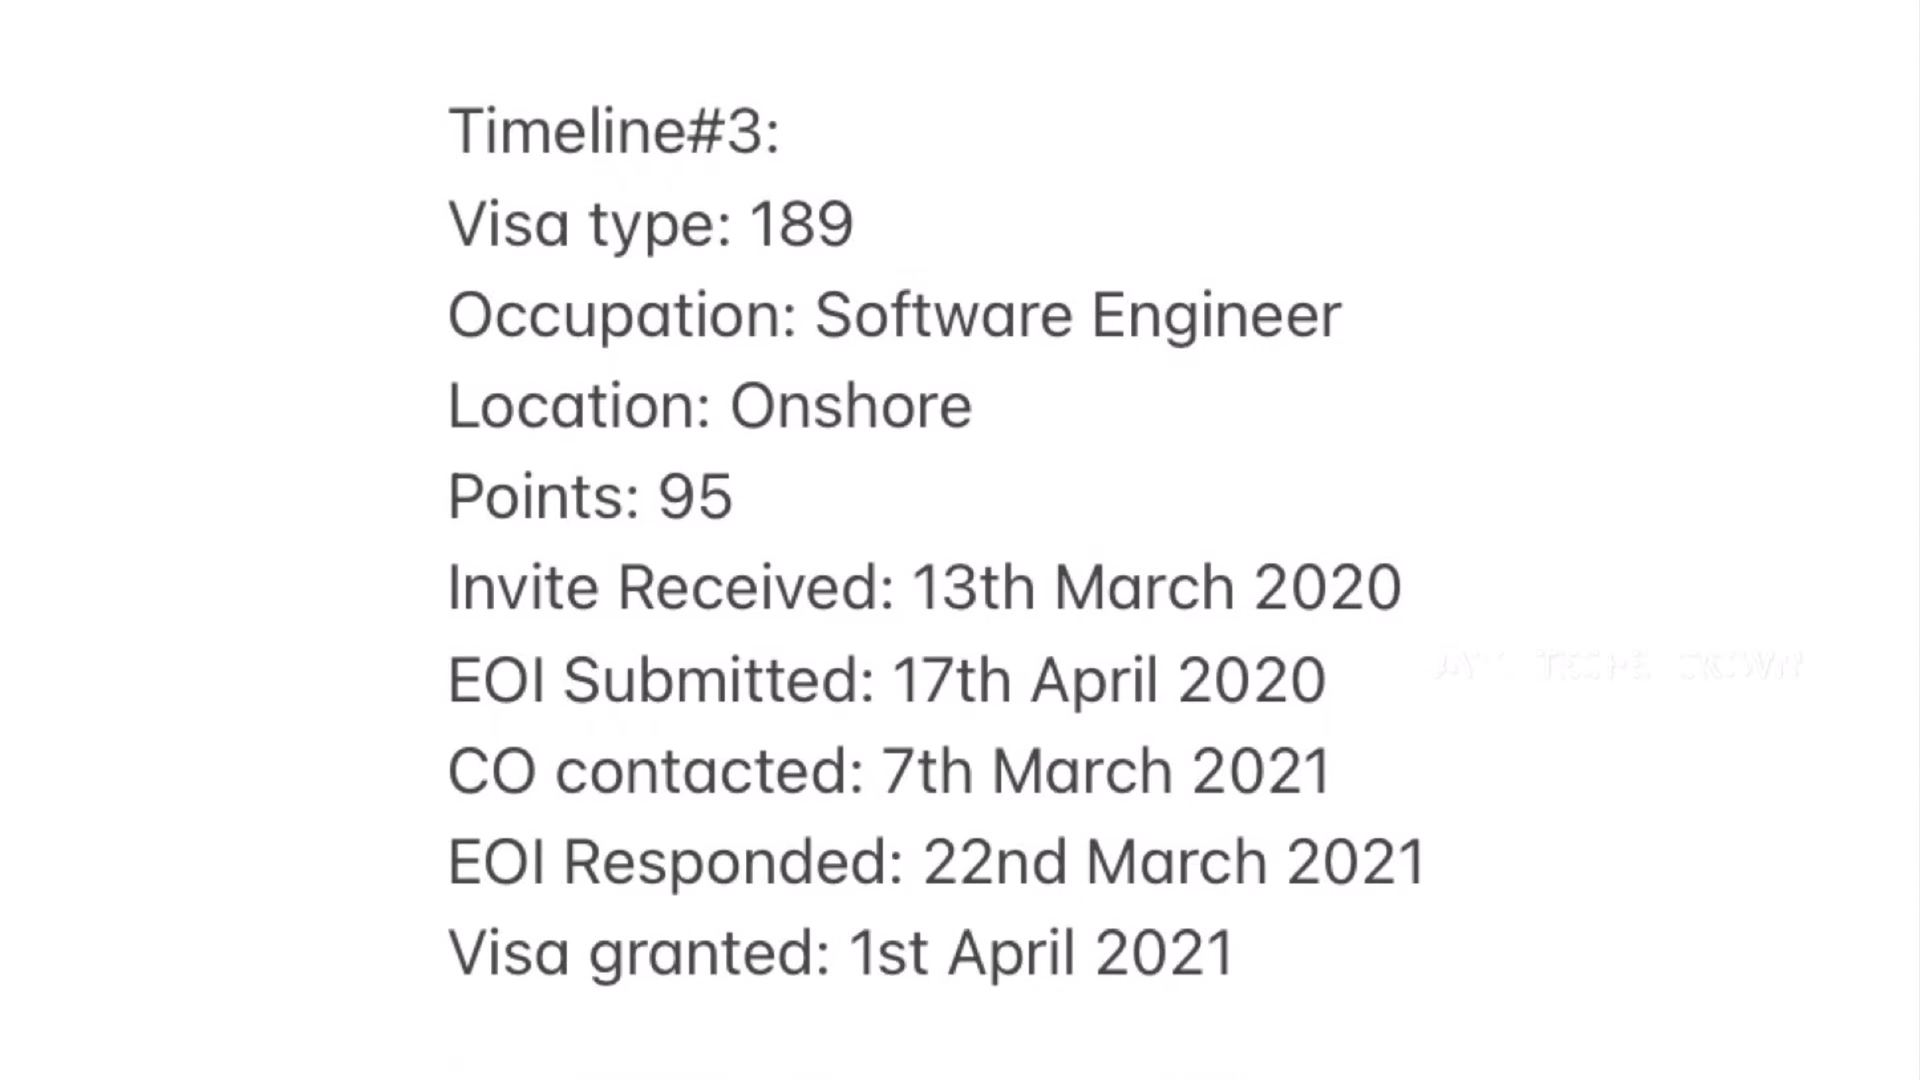 Timeline#3:
Visa type: 189
Occupation: Software Engineer
Location: Onshore
Points: 95
Invite Received: 13th March 2020
EOI Submitted: 17th April 2020
CO contacted: 7th March 2021
EOI Responded: 22nd March 2021
Visa granted: 1st April 2021